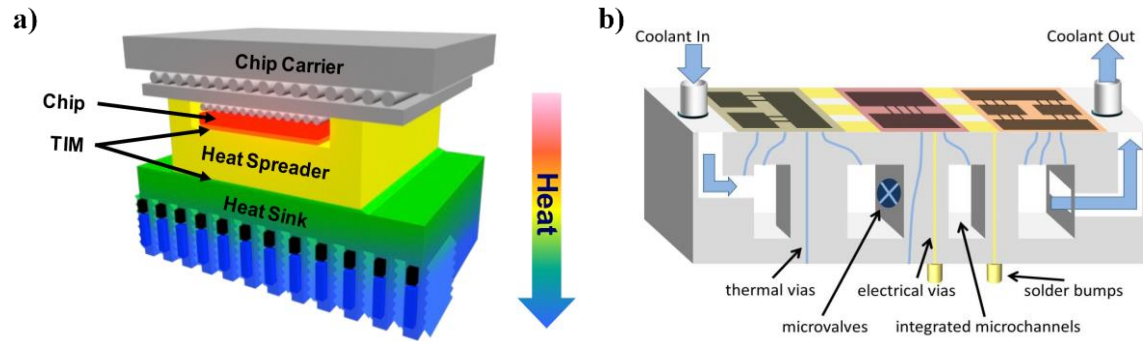 a)
Chip Carrier
Chip
TIM
Heat Spreader
Heat Sink
Heat
b)
Coolant In
Coolant Out
thermal vias
electrical vias
solder bumps
microvalves
integrated microchannels